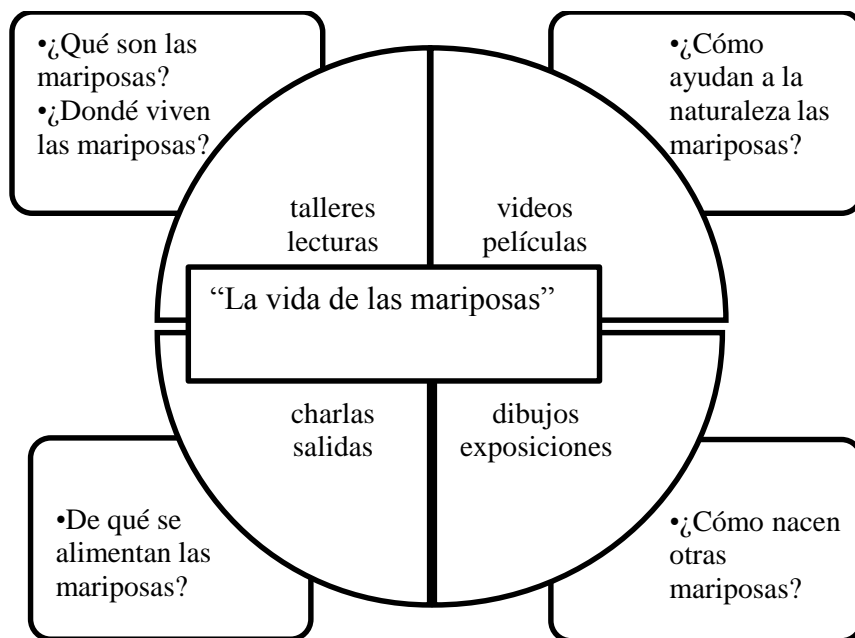 •¿Qué son las
mariposas?
•¿Dondé viven
las mariposas?
•¿Cómo
ayudan a la
naturaleza las
mariposas?
talleres
lecturas
videos
películas
“La vida de las mariposas”
charlas
salidas
dibujos
exposiciones
•De qué se
alimentan las
mariposas?
•¿Cómo nacen
otras
mariposas?